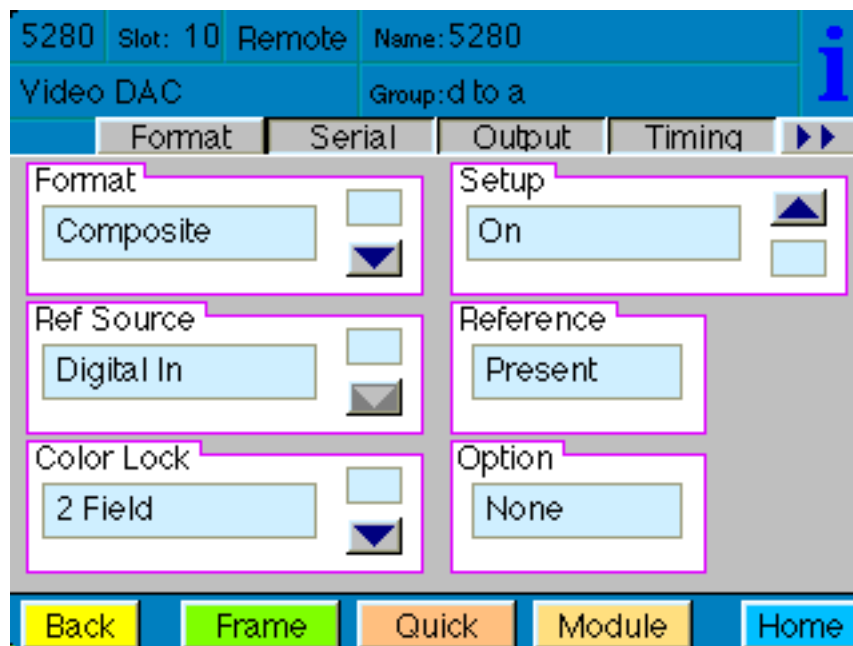 5280 Slot: 10 Remote Name:5280
Video DAC Group:d to a
i
Format Serial Output Timing
Format Setup
Composite On
Ref Source Reference
Digital In Present
Color Lock Option
2 Field None
Back Frame Quick Module Home